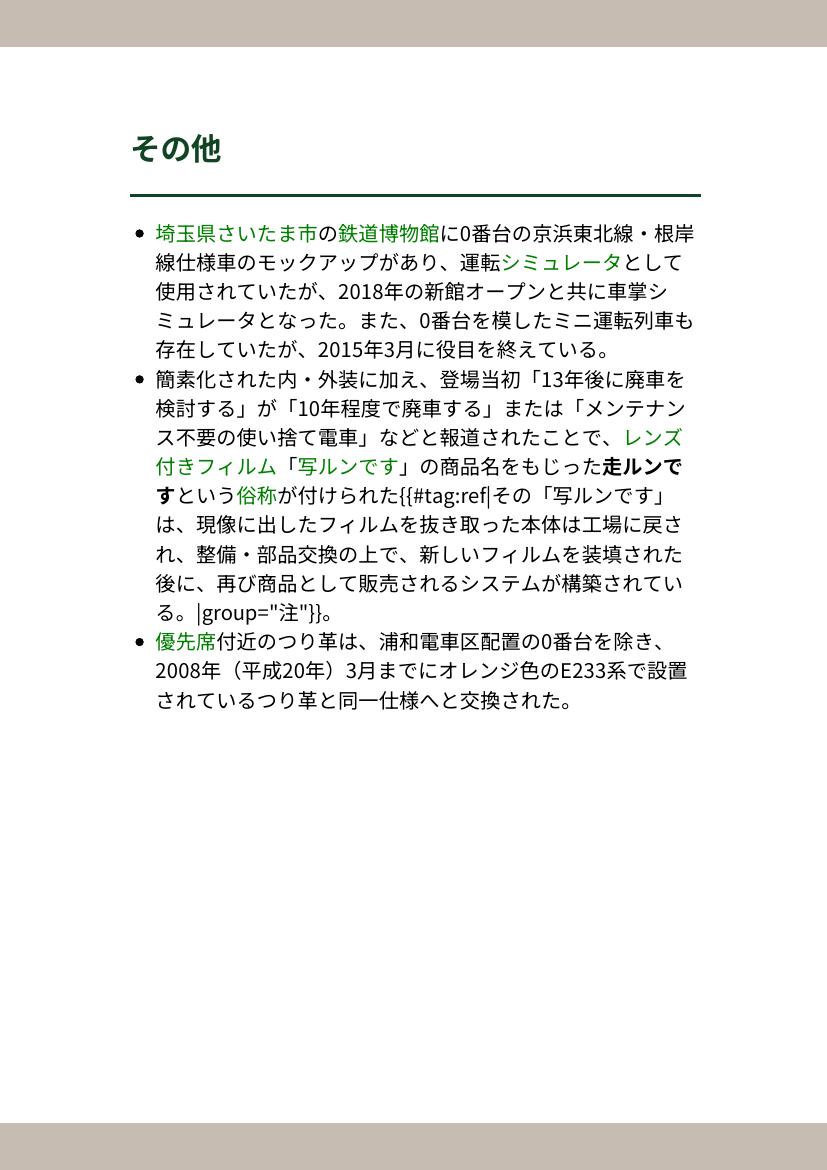 その他
• 埼玉県さいたま市の鉄道博物館に0番台の京浜東北線・根岸
線仕様車のモックアップがあり、運転シミュレータとして
使用されていたが、2018年の新館オープンと共に車掌シ
ミュレータとなった。また、0番台を模したミニ運転列車も
存在していたが、2015年3月に役目を終えている。
• 簡素化された内・外装に加え、登場当初「13年後に廃車を
検討する」が「10年程度で廃車する」または「メンテナン
ス不要の使い捨て電車」などと報道されたことで、レンズ
付きフィルム「写ルンです」の商品名をもじった走ルンで
すという俗称が付けられた{{#tag:ref|その「写ルンです」
は、現像に出したフィルムを抜き取った本体は工場に戻さ
れ、整備・部品交換の上で、新しいフィルムを装填された
後に、再び商品として販売されるシステムが構築されてい
る。|group="注"}}。
• 優先席付近のつり革は、浦和電車区配置の0番台を除き、
2008年（平成20年）3月までにオレンジ色のE233系で設置
されているつり革と同一仕様へと交換された。